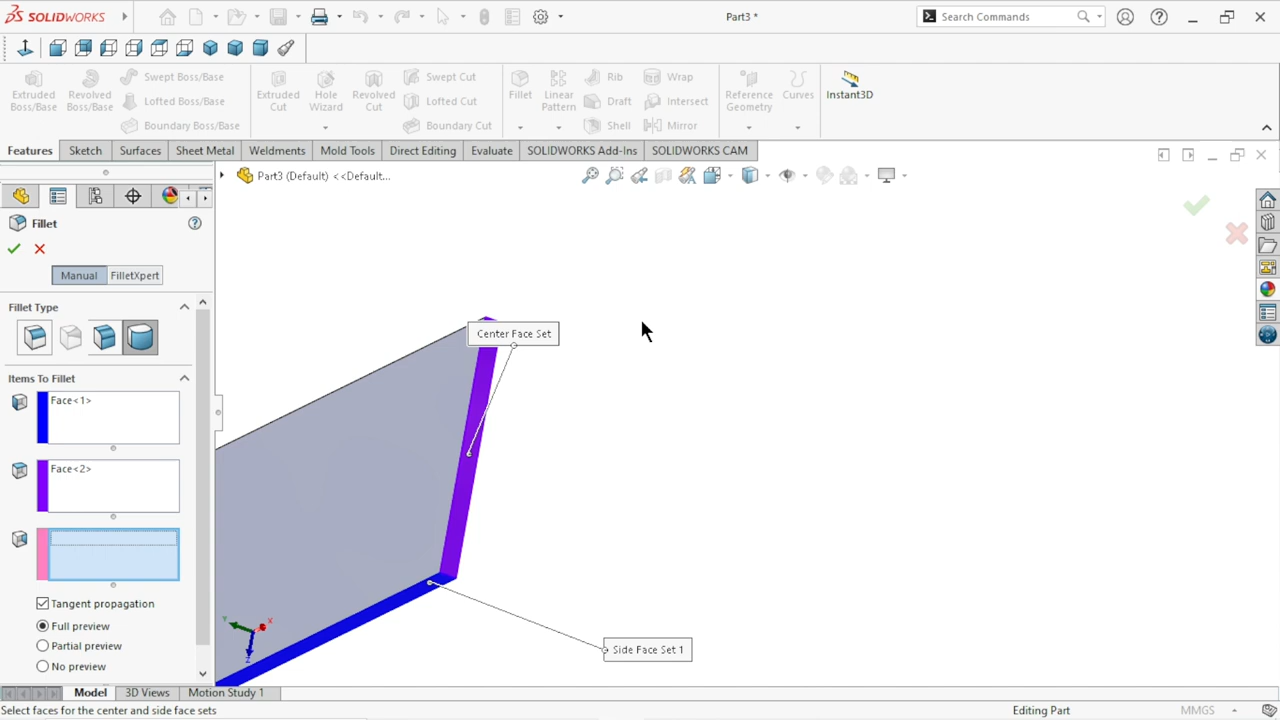 SOLIDWORKS
Part3 *
Search Commands
Extruded Boss/Base
Revolved Boss/Base
Swept Boss/Base
Lofted Boss/Base
Boundary Boss/Base
Extruded Cut
Hole Wizard
Revolved Cut
Swept Cut
Lofted Cut
Boundary Cut
Fillet
Linear Pattern
Rib
Draft
Shell
Wrap
Intersect
Mirror
Reference Geometry
Curves
Instant3D
Features
Sketch
Surfaces
Sheet Metal
Weldments
Mold Tools
Direct Editing
Evaluate
SOLIDWORKS Add-Ins
SOLIDWORKS CAM
Part3 (Default) <<Default...
Fillet
Manual
FilletXpert
Fillet Type
Items To Fillet
Face<1>
Face<2>
Tangent propagation
Full preview
Partial preview
No preview
Center Face Set
Side Face Set 1
Y
X
Z
Model
3D Views
Motion Study 1
Select faces for the center and side face sets
Editing Part
MMGS